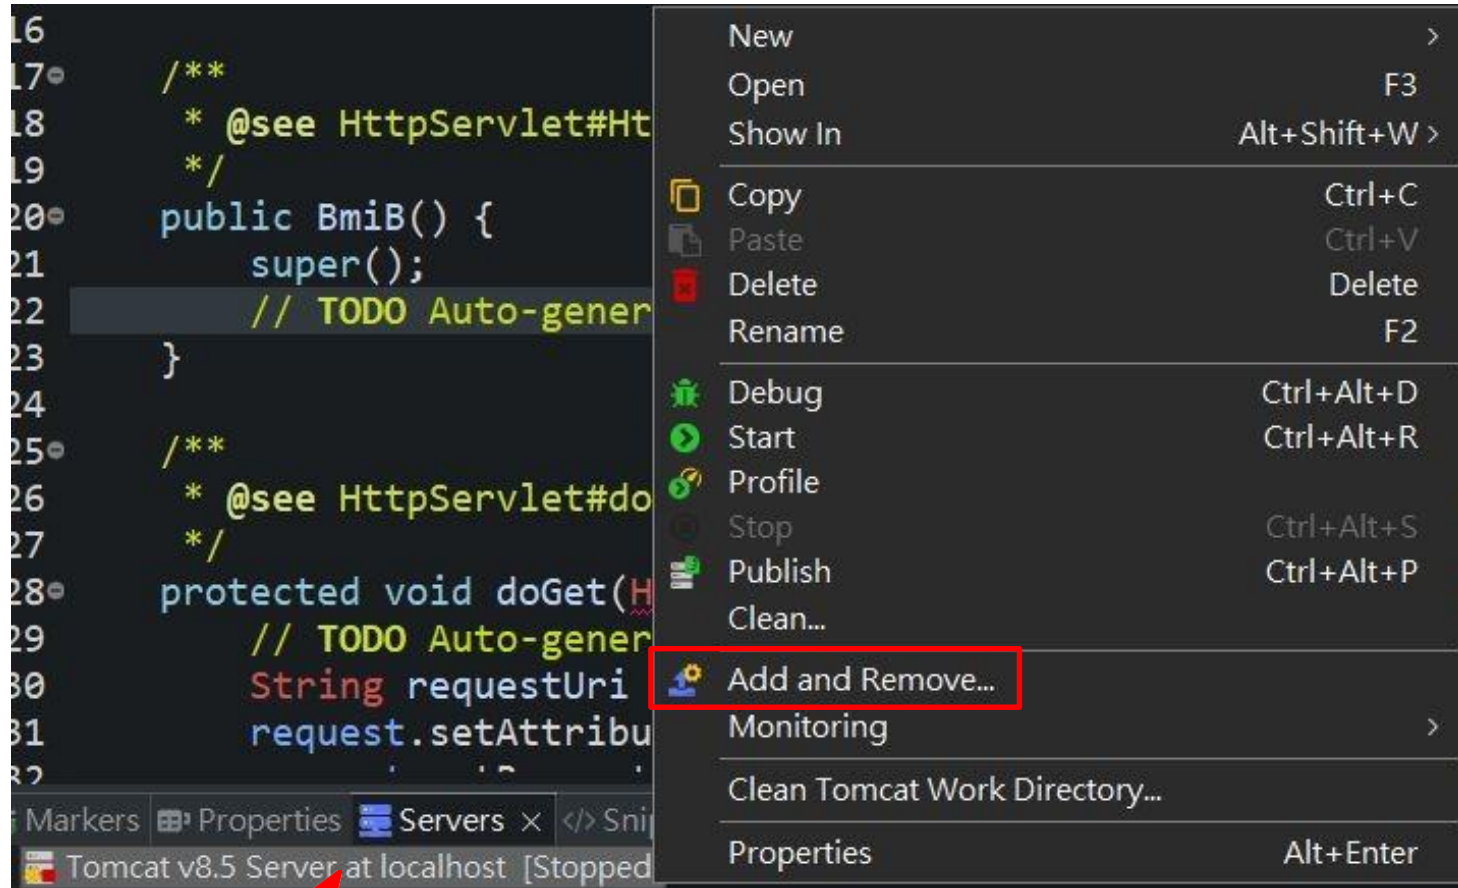 16
17 /**
18 * @see HttpServlet#Ht
19 */
20 public BmiB() {
21 super();
22 // TODO Auto-gener
23 }
24
25 /**
26 * @see HttpServlet#do
27 */
28 protected void doGet(H
29 // TODO Auto-gener
30 String requestUri
31 request.setAttribu
32
Markers Properties Servers × </> Sni
Tomcat v8.5 Server at localhost [Stopped
New >
Open F3
Show In Alt+Shift+W >
Copy Ctrl+C
Paste Ctrl+V
Delete Delete
Rename F2
Debug Ctrl+Alt+D
Start Ctrl+Alt+R
Profile
Stop Ctrl+Alt+S
Publish Ctrl+Alt+P
Clean...
Add and Remove...
Monitoring >
Clean Tomcat Work Directory...
Properties Alt+Enter